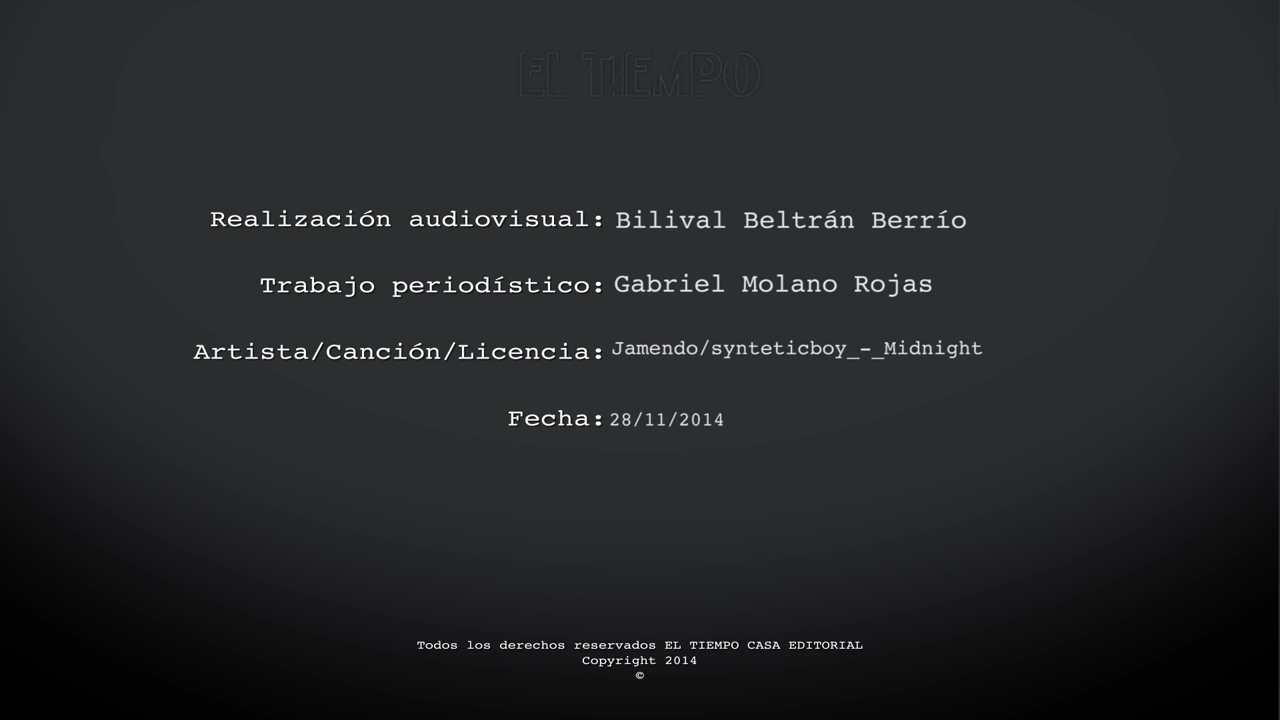 EL TIEMPO
Realización audiovisual: Bilival Beltrán Berrío
Trabajo periodístico: Gabriel Molano Rojas
Artista/Canción/Licencia: Jamendo/synteticboy_-_Midnight
Fecha: 28/11/2014
Todos los derechos reservados EL TIEMPO CASA EDITORIAL
Copyright 2014
©